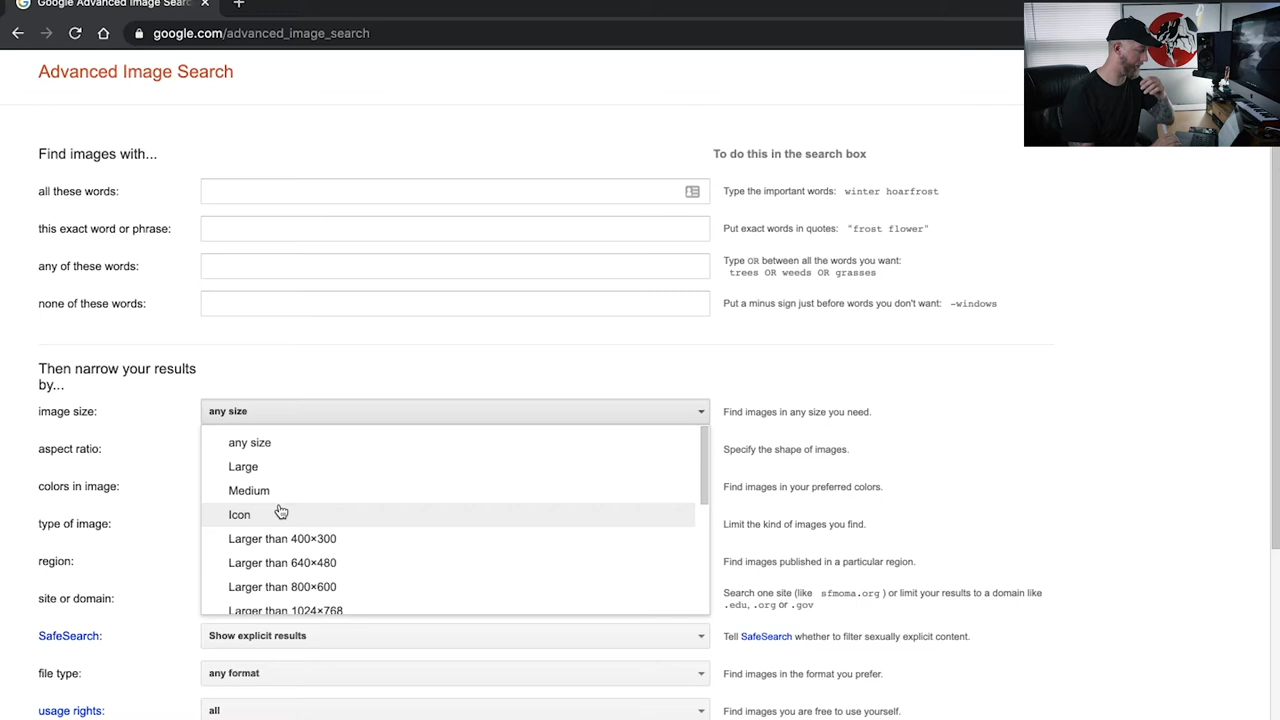 Google Advanced Image Sear
google.com/advanced_image_search
Advanced Image Search
Find images with...
To do this in the search box
all these words:
Type the important words: winter hoarfrost
this exact word or phrase:
Put exact words in quotes: "frost flower"
any of these words:
Type OR between all the words you want:
trees OR weeds OR grasses
none of these words:
Put a minus sign just before words you don't want: -windows
Then narrow your results
by...
image size:
any size
Find images in any size you need.
any size
aspect ratio:
Specify the shape of images.
Large
colors in image:
Find images in your preferred colors.
Medium
Icon
type of image:
Limit the kind of images you find.
Larger than 400×300
region:
Larger than 640×480
Find images published in a particular region.
Larger than 800×600
site or domain:
Search one site (like sfmoma.org ) or limit your results to a domain like
.edu, .org or .gov
Larger than 1024×768
SafeSearch:
Show explicit results
Tell SafeSearch whether to filter sexually explicit content.
file type:
any format
Find images in the format you prefer.
usage rights:
all
Find images you are free to use yourself.